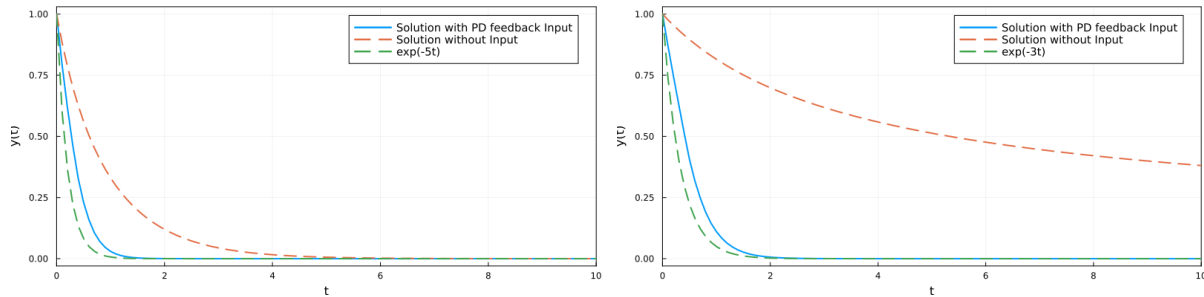 1.00
0.75
0.50
0.25
0.00
y(t)
0 2 4 6 8 10
t
Solution with PD feedback Input
Solution without Input
exp(-5t)
1.00
0.75
0.50
0.25
0.00
y(t)
0 2 4 6 8 10
t
Solution with PD feedback Input
Solution without Input
exp(-3t)